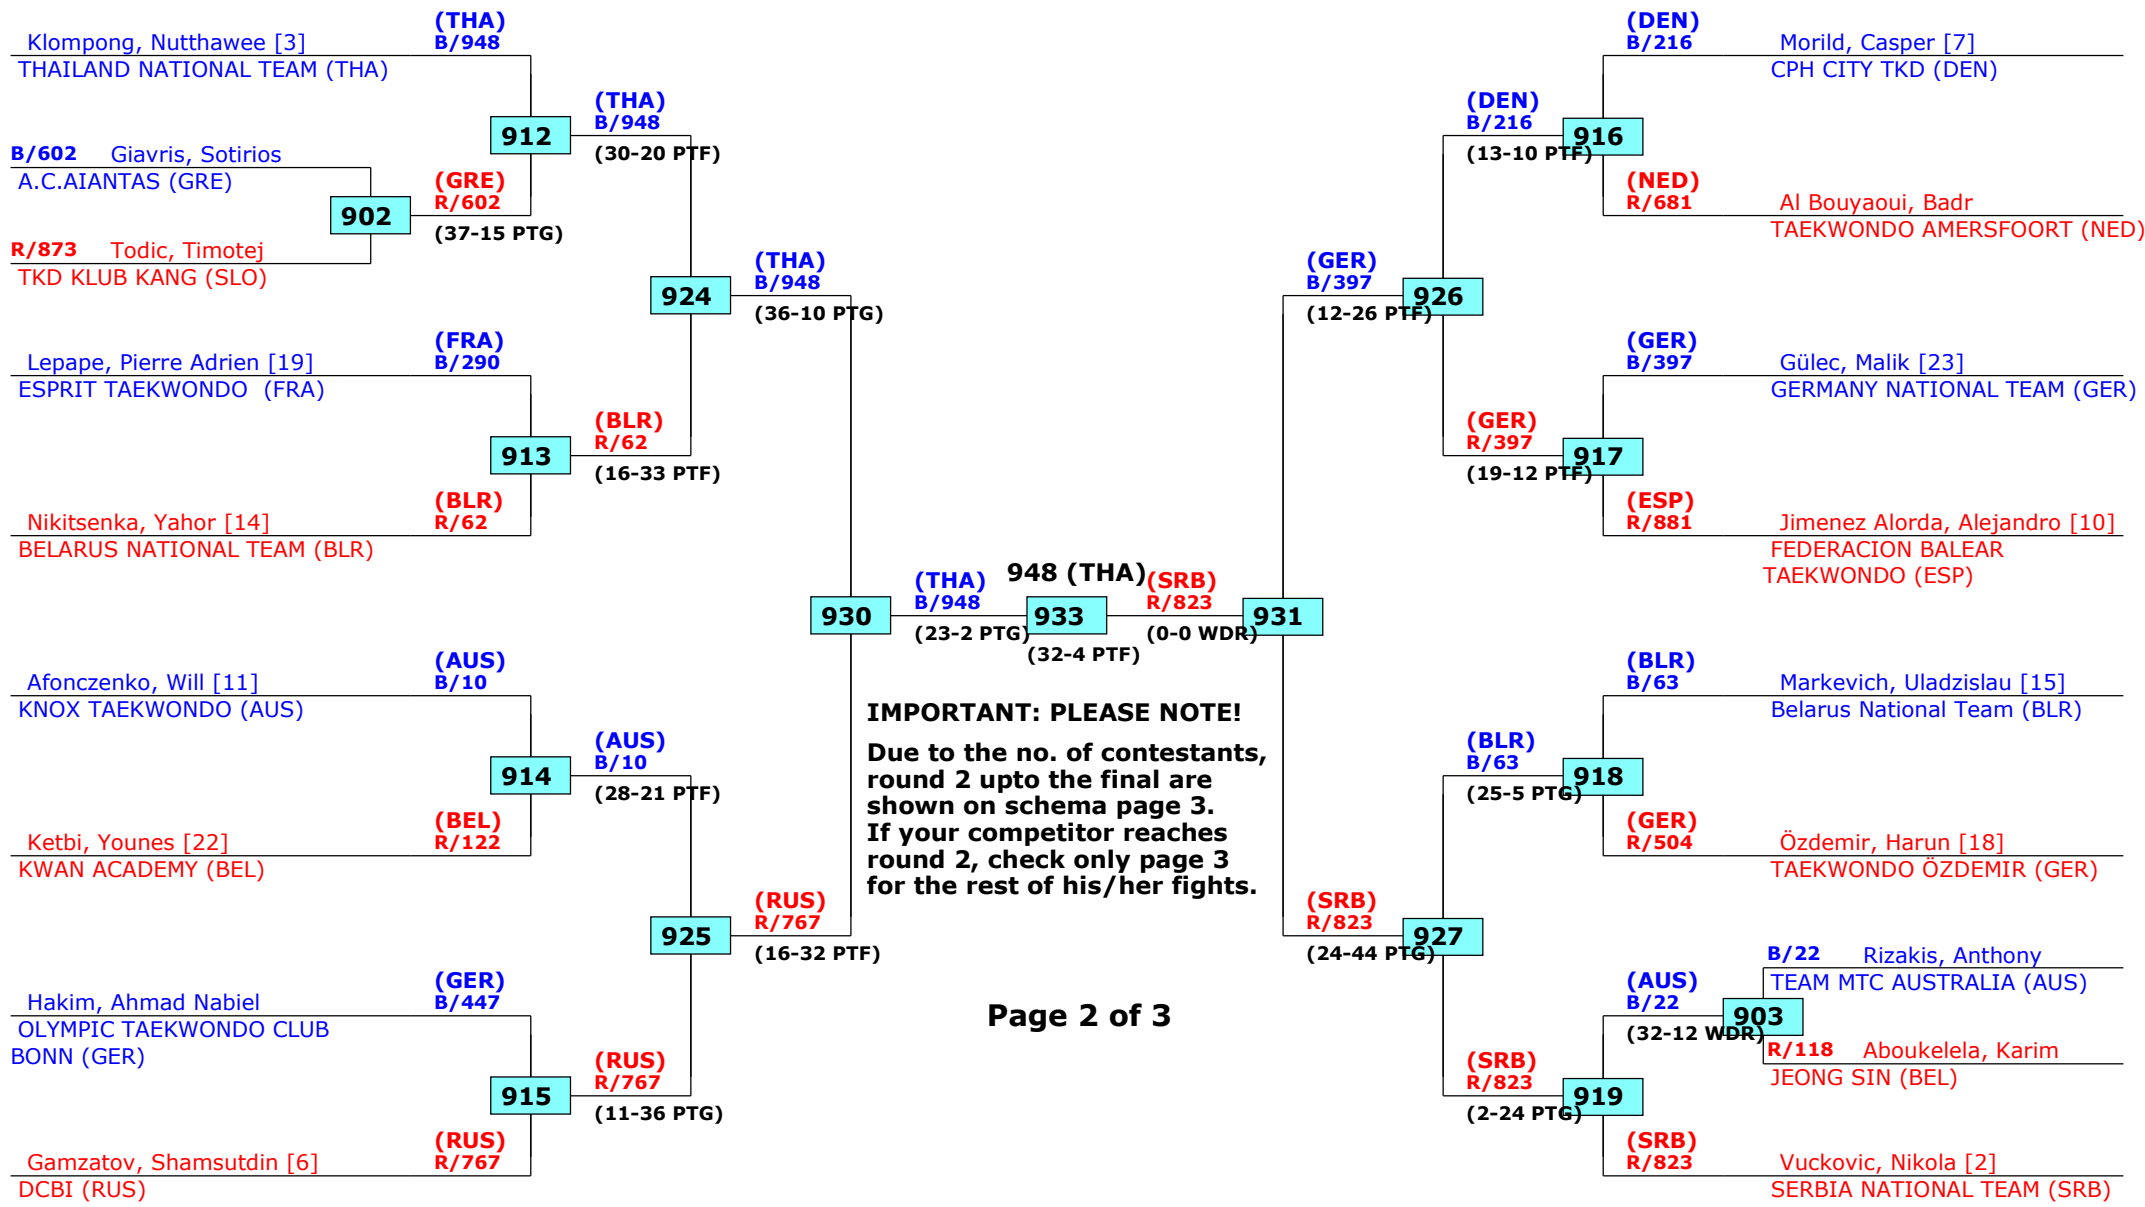 (THA)
Klompong, Nutthawee [3]
B/948
THAILAND NATIONAL TEAM (THA)
(THA)
B/948
912
(30-20 PTF)
B/602 Giavris, Sotirios
A.C.AIANTAS (GRE)
(GRE)
R/602
902
(37-15 PTG)
R/873 Todic, Timotej
TKD KLUB KANG (SLO)
(THA)
B/948
924
(36-10 PTG)
(FRA)
Lepape, Pierre Adrien [19]
B/290
ESPRIT TAEKWONDO (FRA)
(BLR)
R/62
913
(16-33 PTF)
(BLR)
Nikitsenka, Yahor [14]
R/62
BELARUS NATIONAL TEAM (BLR)
930
(THA)
B/948
(23-2 PTG)
948 (THA)
933
(32-4 PTF)
(SRB)
R/823
(0-0 WDR)
931
(AUS)
Afonczenko, Will [11]
B/10
KNOX TAEKWONDO (AUS)
(AUS)
B/10
914
(28-21 PTF)
(BEL)
Ketbi, Younes [22]
R/122
KWAN ACADEMY (BEL)
(RUS)
R/767
925
(16-32 PTF)
(GER)
Hakim, Ahmad Nabiel
B/447
OLYMPIC TAEKWONDO CLUB
BONN (GER)
(RUS)
R/767
915
(11-36 PTG)
(RUS)
Gamzatov, Shamsutdin [6]
R/767
DCBI (RUS)
IMPORTANT: PLEASE NOTE!
Due to the no. of contestants,
round 2 upto the final are
shown on schema page 3.
If your competitor reaches
round 2, check only page 3
for the rest of his/her fights.
Page 2 of 3
(DEN)
B/216
Morild, Casper [7]
CPH CITY TKD (DEN)
(DEN)
B/216
916
(13-10 PTF)
(NED)
R/681
Al Bouyaoui, Badr
TAEKWONDO AMERSFOORT (NED)
(GER)
B/397
926
(12-26 PTF)
(GER)
B/397
Gülec, Malik [23]
GERMANY NATIONAL TEAM (GER)
(GER)
R/397
917
(19-12 PTF)
(ESP)
R/881
Jimenez Alorda, Alejandro [10]
FEDERACION BALEAR
TAEKWONDO (ESP)
(BLR)
B/63
Markevich, Uladzislau [15]
Belarus National Team (BLR)
(BLR)
B/63
918
(25-5 PTG)
(GER)
R/504
Özdemir, Harun [18]
TAEKWONDO ÖZDEMIR (GER)
(SRB)
R/823
927
(24-44 PTG)
B/22 Rizakis, Anthony
TEAM MTC AUSTRALIA (AUS)
(AUS)
B/22
903
(32-12 WDR)
R/118 Aboukelela, Karim
JEONG SIN (BEL)
(SRB)
R/823
919
(2-24 PTG)
(SRB)
R/823
Vuckovic, Nikola [2]
SERBIA NATIONAL TEAM (SRB)